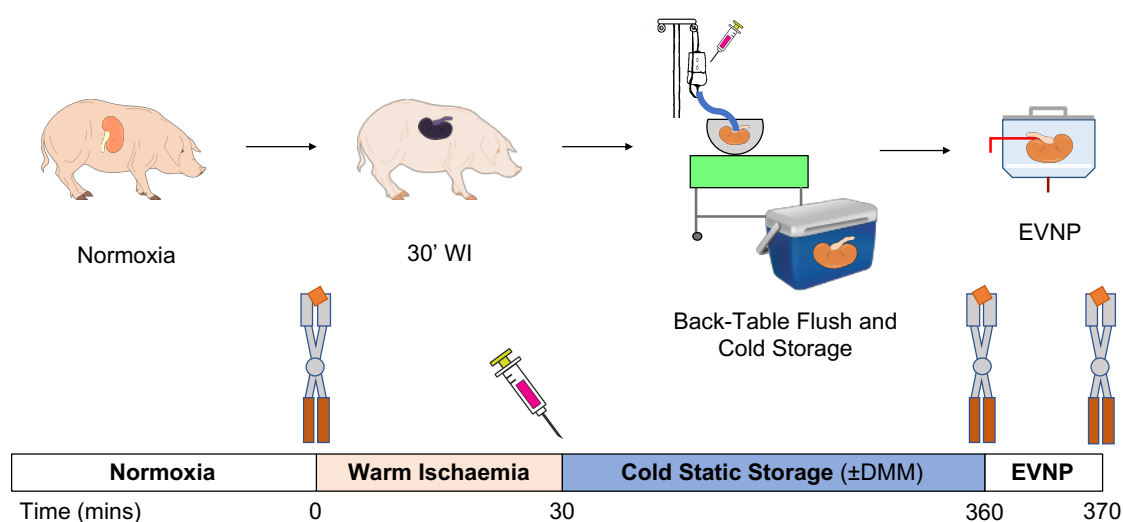 Normoxia
30’ WI
Back-Table Flush and
Cold Storage
EVNP
Normoxia
Warm Ischaemia
Cold Static Storage (±DMM)
EVNP
Time (mins)
0
30
360
370